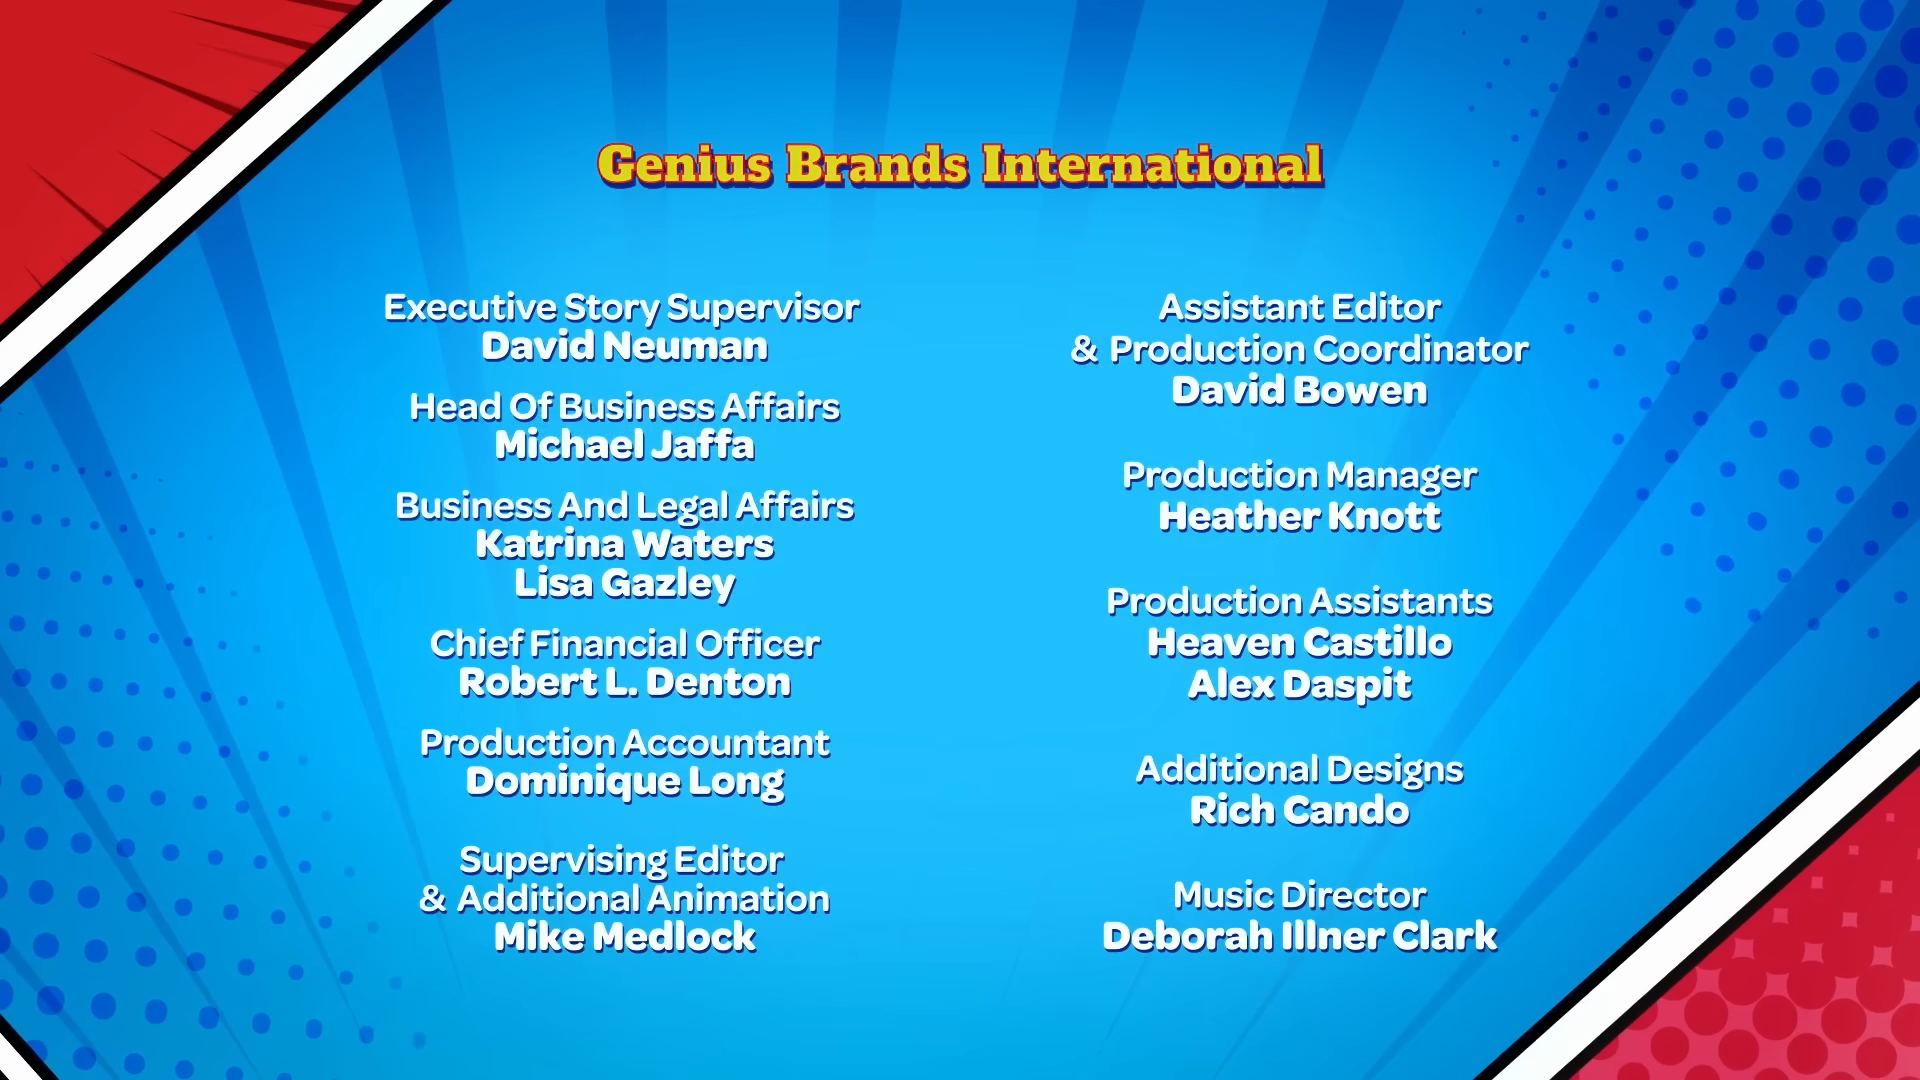 Genius Brands International
Executive Story Supervisor
David Neuman
Head Of Business Affairs
Michael Jaffa
Business And Legal Affairs
Katrina Waters
Lisa Gazley
Chief Financial Officer
Robert L. Denton
Production Accountant
Dominique Long
Supervising Editor
& Additional Animation
Mike Medlock
Assistant Editor
& Production Coordinator
David Bowen
Production Manager
Heather Knott
Production Assistants
Heaven Castillo
Alex Daspit
Additional Designs
Rich Cando
Music Director
Deborah Illner Clark